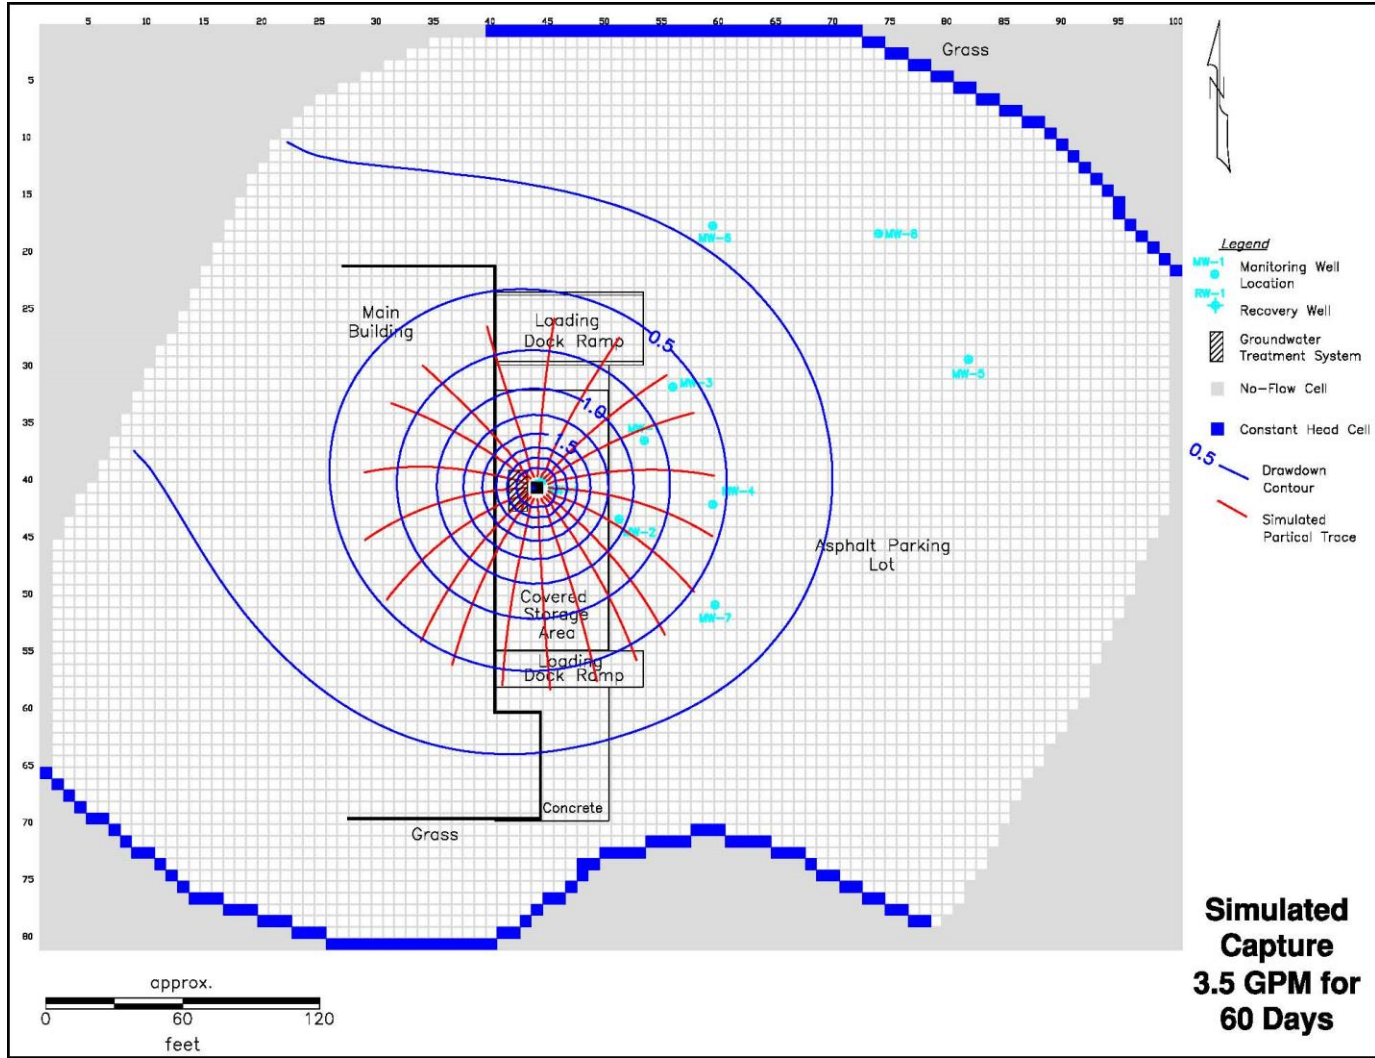 5 10 15 20 25 30 35 40 45 50 55 60 65 70 75 80 85 90 95 100
Grass
5
10
15
20
25
30
35
40
45
50
55
60
65
70
75
80
MW-6
MW-8
MW-5
MW-3
MW-
MW-4
MW-2
MW-7
Main
Building
Loading
Dock Ramp
0.5
1.0
1.5
Asphalt Parking
Lot
Covered
Storage
Area
Loading
Dock Ramp
Concrete
Grass
N
Legend
MW-1
Monitoring Well
Location
RW-1
Recovery Well
Groundwater
Treatment System
No-Flow Cell
Constant Head Cell
0.5
Drawdown
Contour
Simulated
Partical Trace
approx.
0 60 120
feet
Simulated
Capture
3.5 GPM for
60 Days